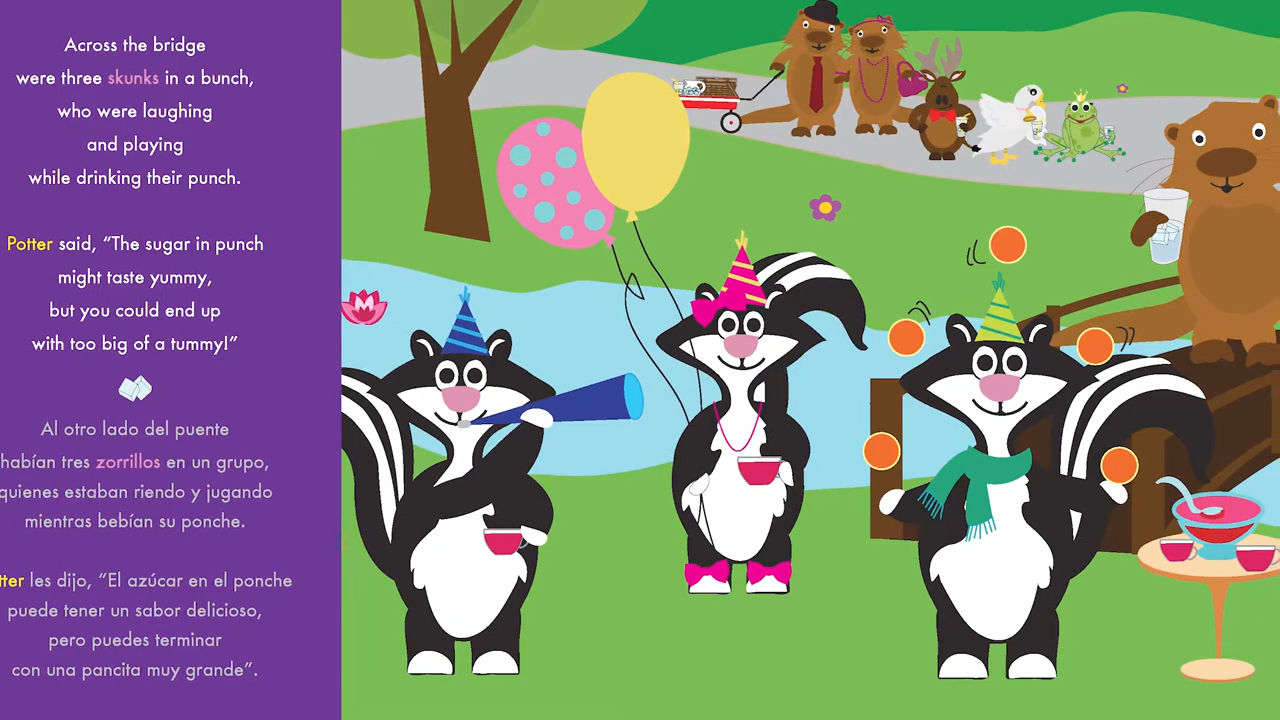 Across the bridge
were three skunks in a bunch,
who were laughing
and playing
while drinking their punch.
Potter said, “The sugar in punch
might taste yummy,
but you could end up
with too big of a tummy!”
Al otro lado del puente
habían tres zorrillos en un grupo,
quienes estaban riendo y jugando
mientras bebían su ponche.
tter les dijo, “El azúcar en el ponche
puede tener un sabor delicioso,
pero puedes terminar
con una pancita muy grande”.